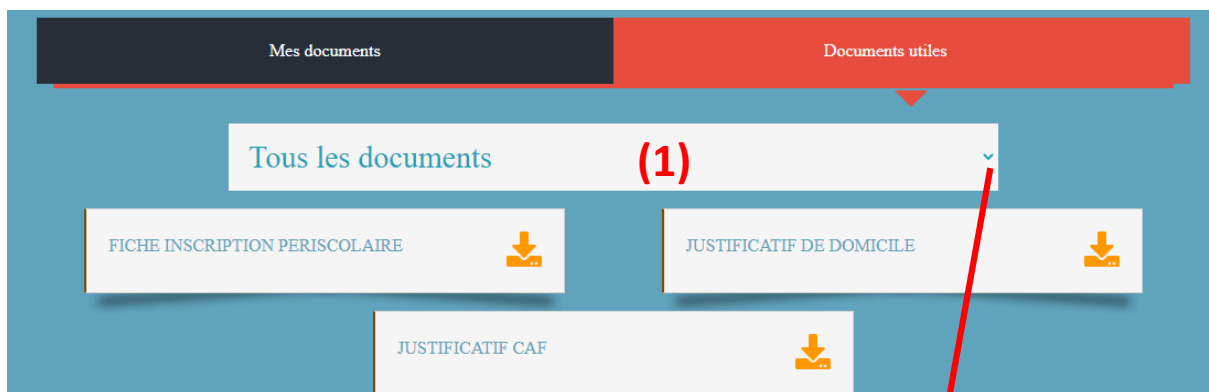 Mes documents
Documents utiles
Tous les documents
(1)
FICHE INSCRIPTION PERISCOLAIRE
JUSTIFICATIF DE DOMICILE
JUSTIFICATIF CAF